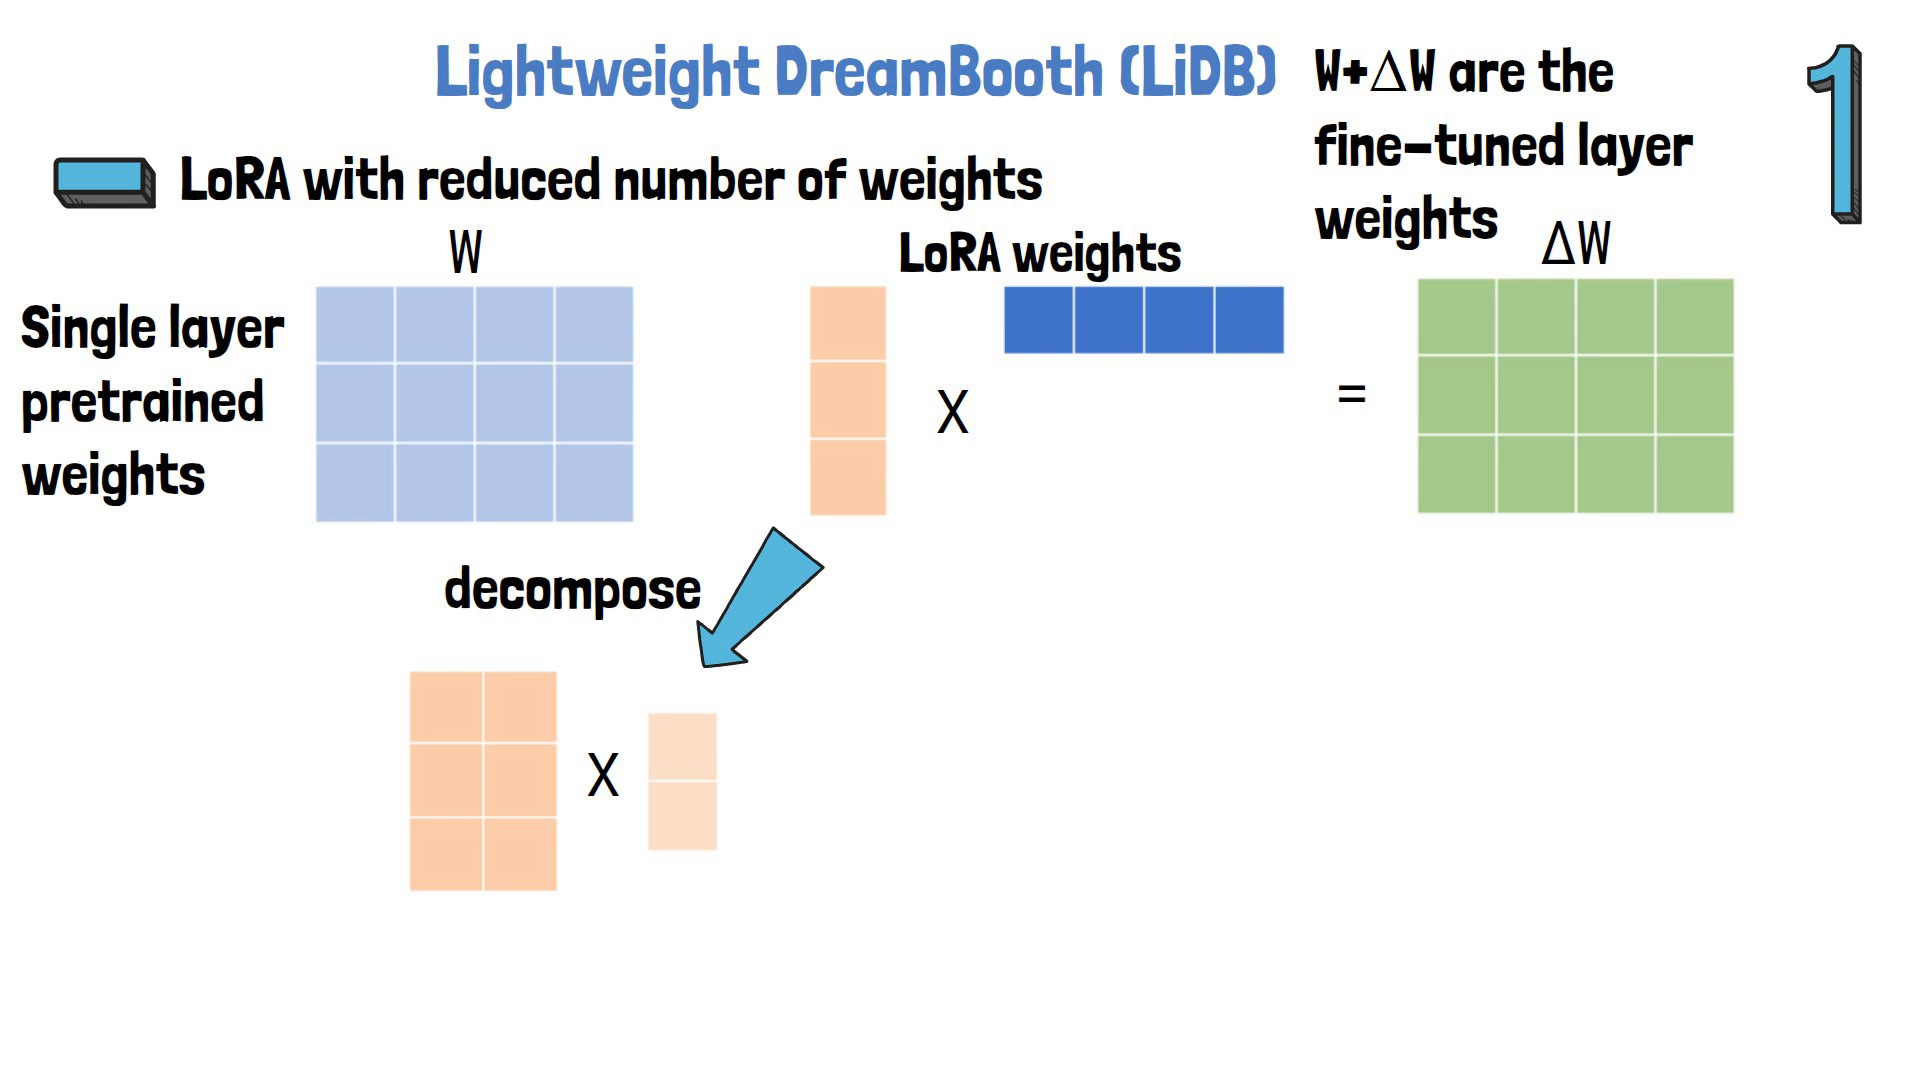 Lightweight DreamBooth (LiDB)
W+ΔW are the
fine-tuned layer
weights
1
LoRA with reduced number of weights
W
LoRA weights
ΔW
Single layer
pretrained
weights
X
=
decompose
X